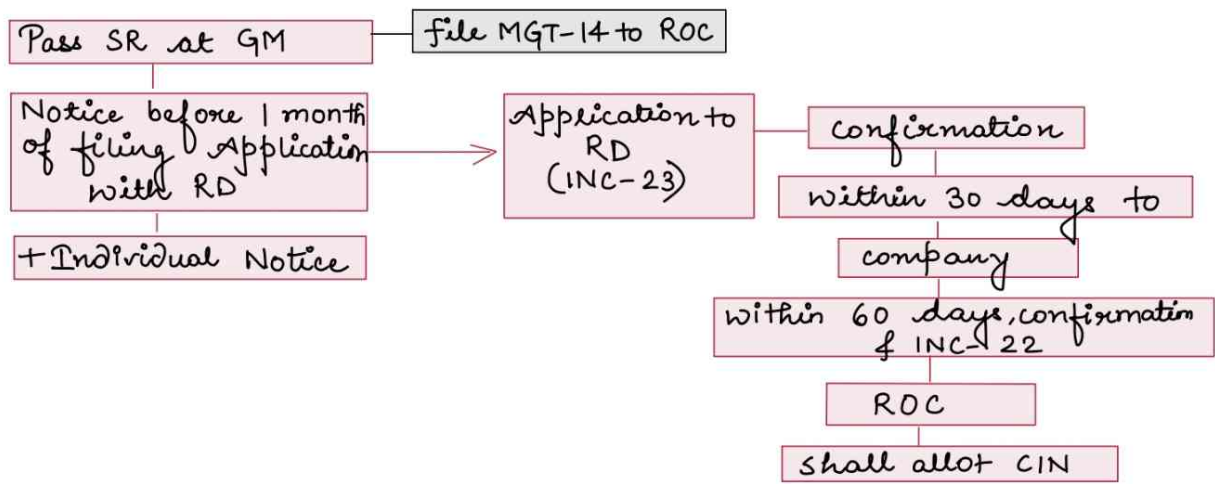 Pass SR at GM
file MGT-14 to ROC
Notice before 1 month
of filing Application
with RD
+Individual Notice
Application to
RD
(INC-23)
confirmation
within 30 days to
company
within 60 days, confirmation
& INC-22
ROC
shall allot CIN